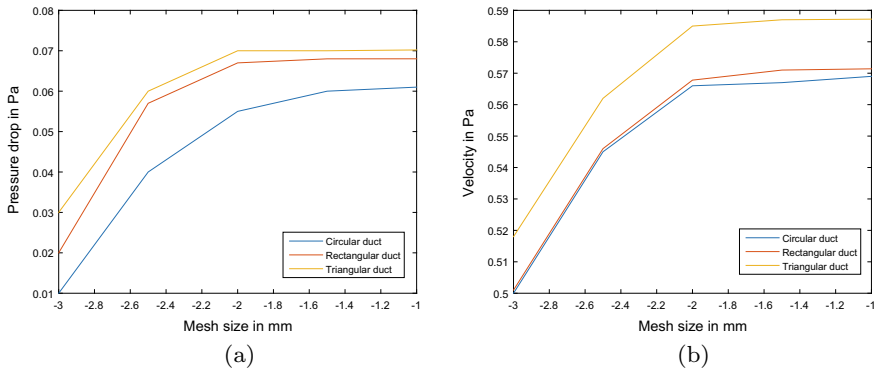 0.08
0.07
0.06
0.05
0.04
0.03
0.02
0.01
Pressure drop in Pa
-3 -2.8 -2.6 -2.4 -2.2 -2 -1.8 -1.6 -1.4 -1.2 -1
Mesh size in mm
Circular duct
Rectangular duct
Triangular duct
(a)
0.59
0.58
0.57
0.56
0.55
0.54
0.53
0.52
0.51
0.5
Velocity in Pa
-3 -2.8 -2.6 -2.4 -2.2 -2 -1.8 -1.6 -1.4 -1.2 -1
Mesh size in mm
Circular duct
Rectangular duct
Triangular duct
(b)